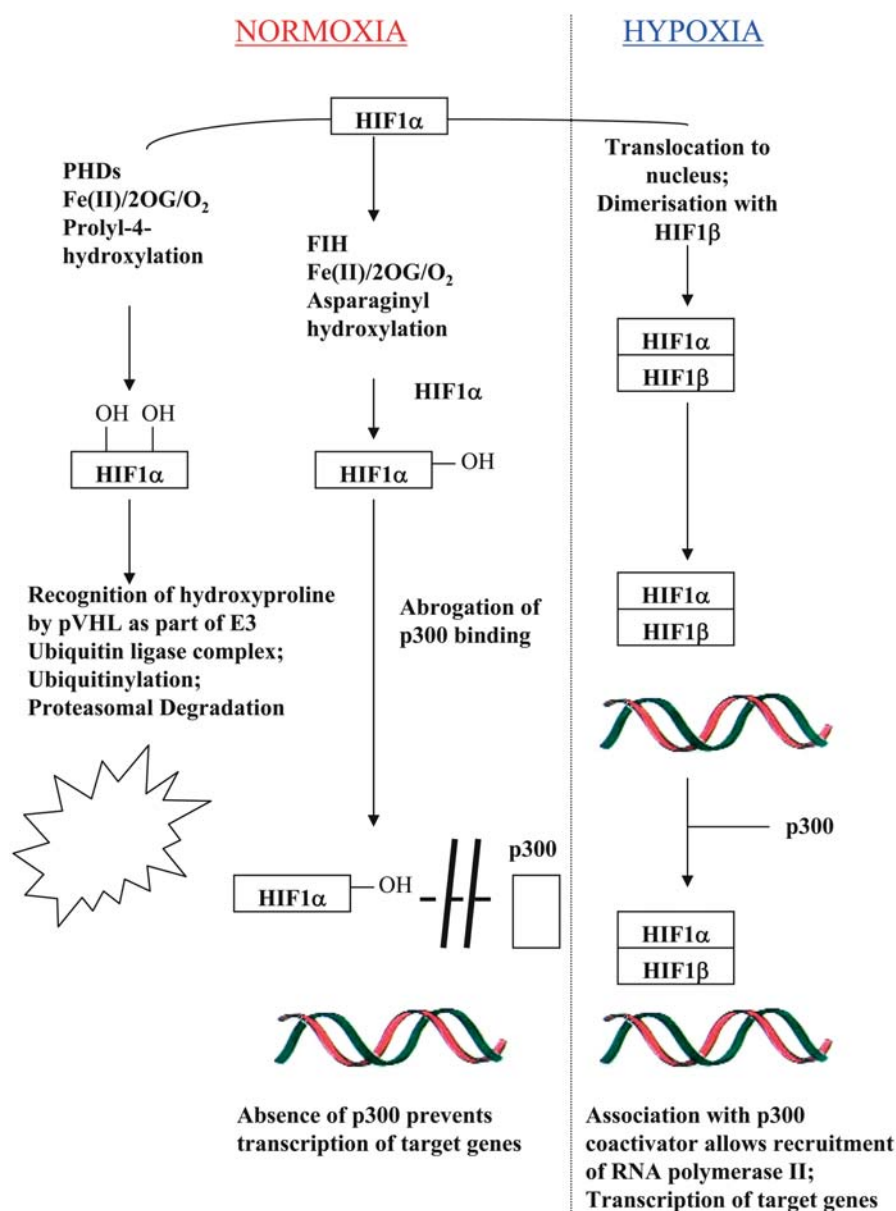 NORMOXIA
HYPOXIA
HIF1α
PHDs
Fe(II)/2OG/O₂
Prolyl-4-
hydroxylation
FIH
Fe(II)/2OG/O₂
Asparaginyl
hydroxylation
Translocation to
nucleus;
Dimerisation with
HIF1β
HIF1α
HIF1β
HIF1α
OH OH
HIF1α
HIF1α
OH
Recognition of hydroxyproline
by pVHL as part of E3
Ubiquitin ligase complex;
Ubiquitinylation;
Proteasomal Degradation
Abrogation of
p300 binding
HIF1α
HIF1β
p300
p300
HIF1α
OH
HIF1α
HIF1β
Absence of p300 prevents
transcription of target genes
Association with p300
coactivator allows recruitment
of RNA polymerase II;
Transcription of target genes